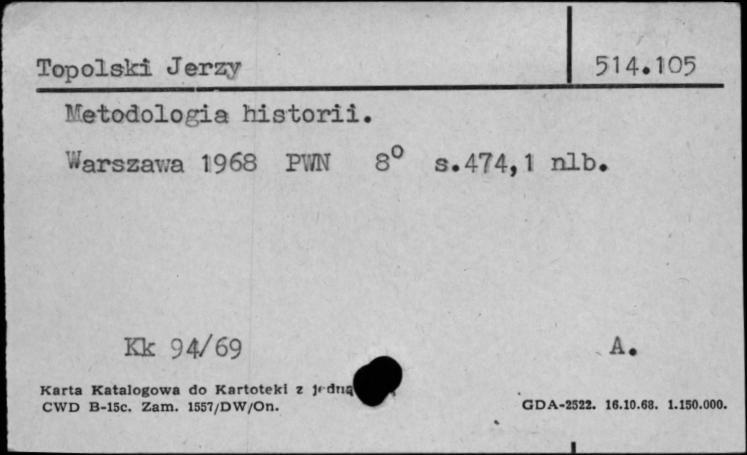 Topolski Jerzy 514.105
Metodologia historii.
Warszawa 1968 PWN 8° s.474,1 nlb.
Kk 94/69 A.
Karta Katalogowa do Kartoteki z jedną
CWD B-15c. Zam. 1557/DW/On. GDA-2522. 16.10.68. 1.150.000.